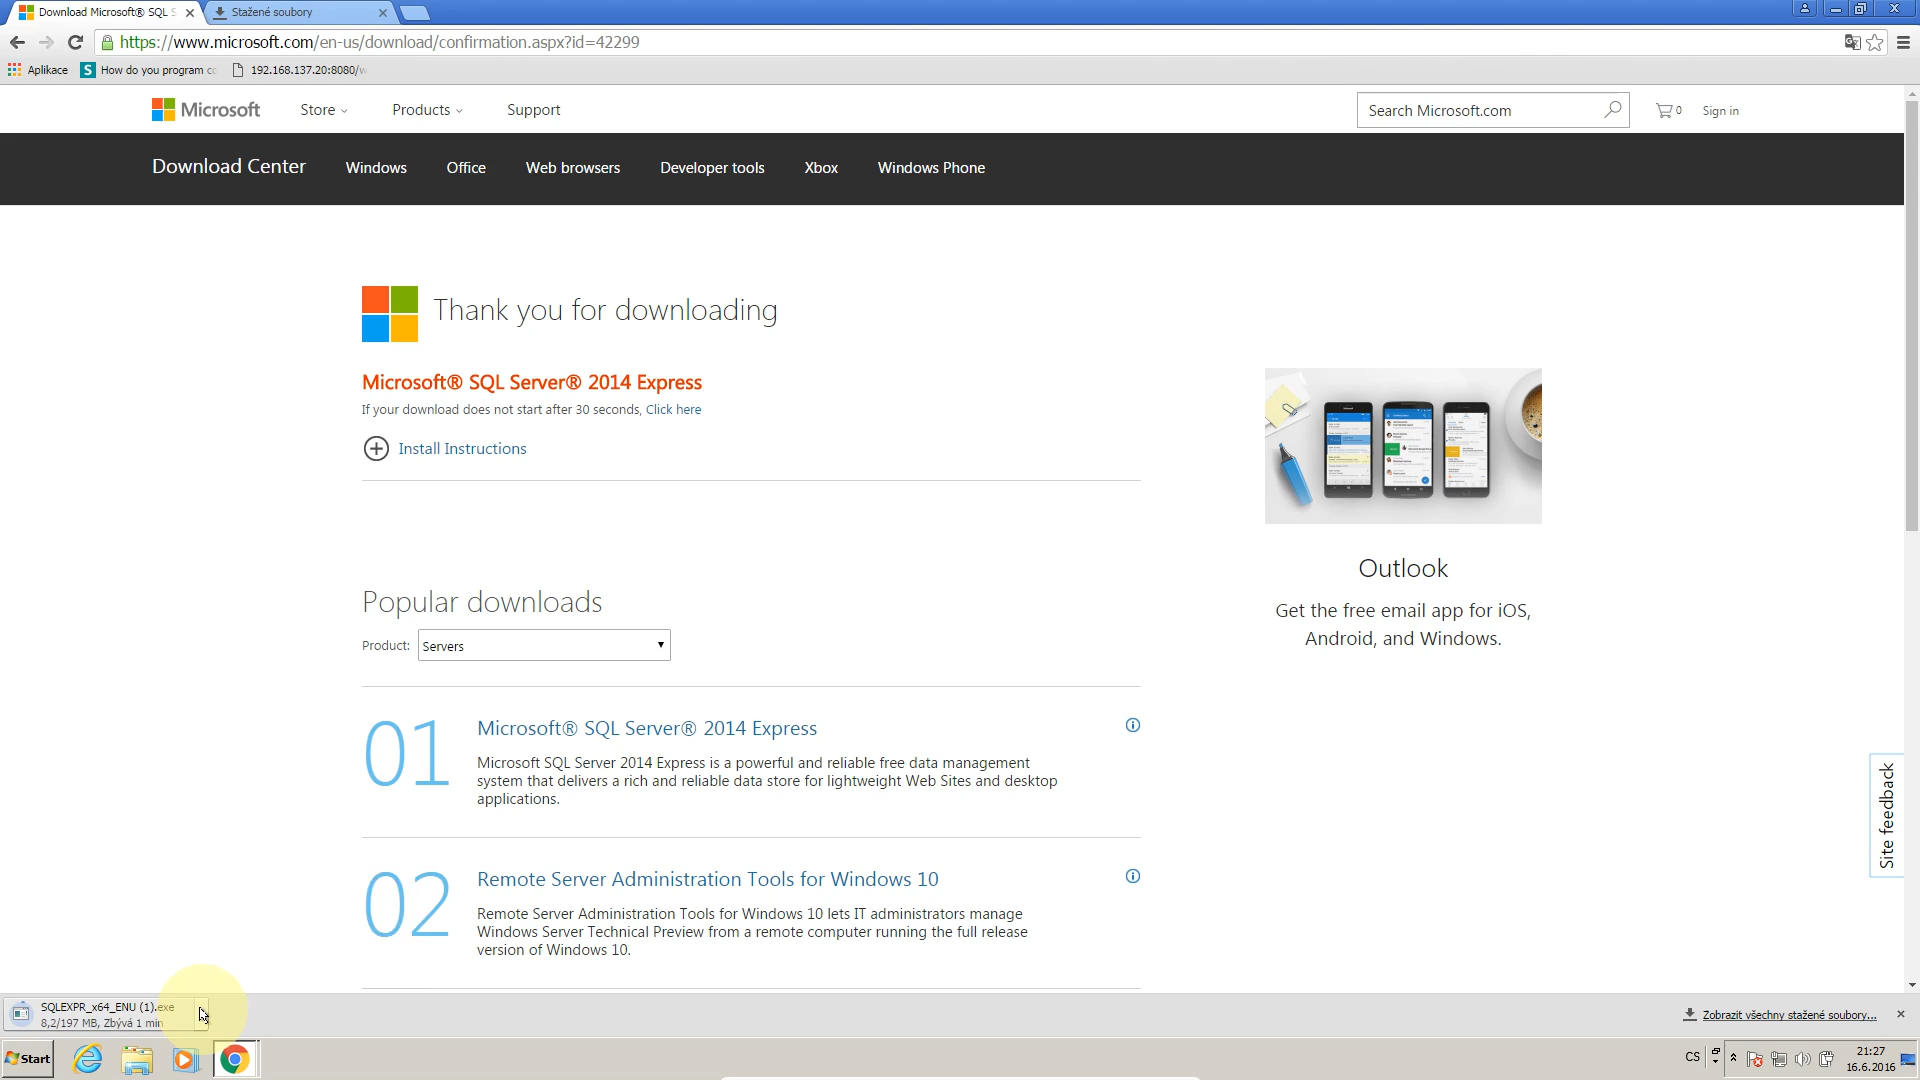 Download Microsoft® SQL S
Stažené soubory
https://www.microsoft.com/en-us/download/confirmation.aspx?id=42299
Aplikace
How do you program co
192.168.137.20:8080/w
Microsoft
Store
Products
Support
Search Microsoft.com
0
Sign in
Download Center
Windows
Office
Web browsers
Developer tools
Xbox
Windows Phone
Thank you for downloading
Microsoft® SQL Server® 2014 Express
If your download does not start after 30 seconds, Click here
Install Instructions
Outlook
Get the free email app for iOS,
Android, and Windows.
Popular downloads
Product: Servers
01
Microsoft® SQL Server® 2014 Express
Microsoft SQL Server 2014 Express is a powerful and reliable free data management
system that delivers a rich and reliable data store for lightweight Web Sites and desktop
applications.
02
Remote Server Administration Tools for Windows 10
Remote Server Administration Tools for Windows 10 lets IT administrators manage
Windows Server Technical Preview from a remote computer running the full release
version of Windows 10.
Site feedback
SQLEXPR_x64_ENU (1).exe
8,2/197 MB, Zbývá 1 min
Zobrazit všechny stažené soubory...
Start
CS
21:27
16.6.2016